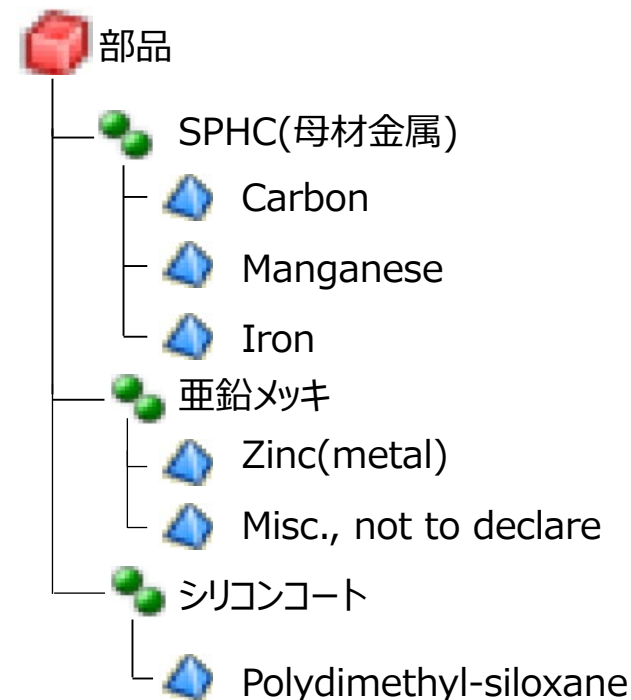 部品
SPHC(母材金属)
Carbon
Manganese
Iron
亜鉛メッキ
Zinc(metal)
Misc., not to declare
シリコンコート
Polydimethyl-siloxane